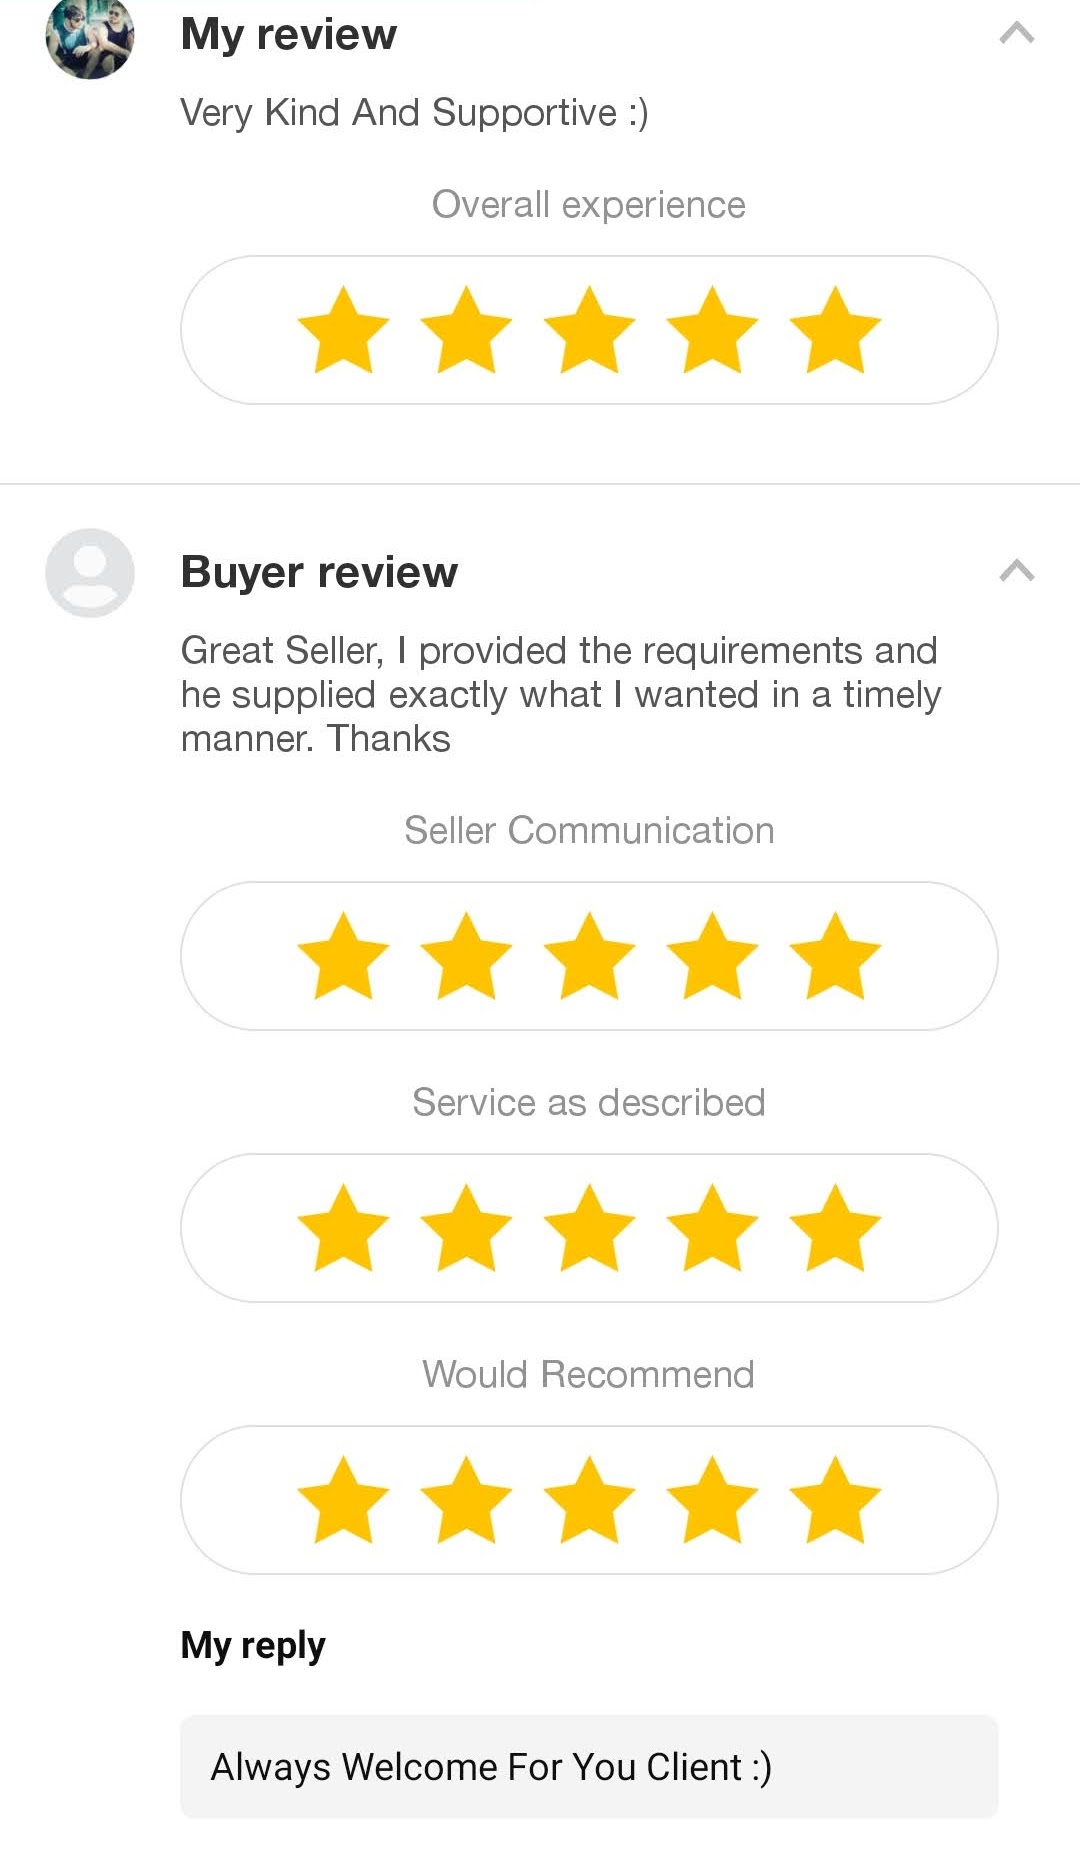 My review
Very Kind And Supportive :)
Overall experience
Buyer review
Great Seller, I provided the requirements and
he supplied exactly what I wanted in a timely
manner. Thanks
Seller Communication
Service as described
Would Recommend
My reply
Always Welcome For You Client :)